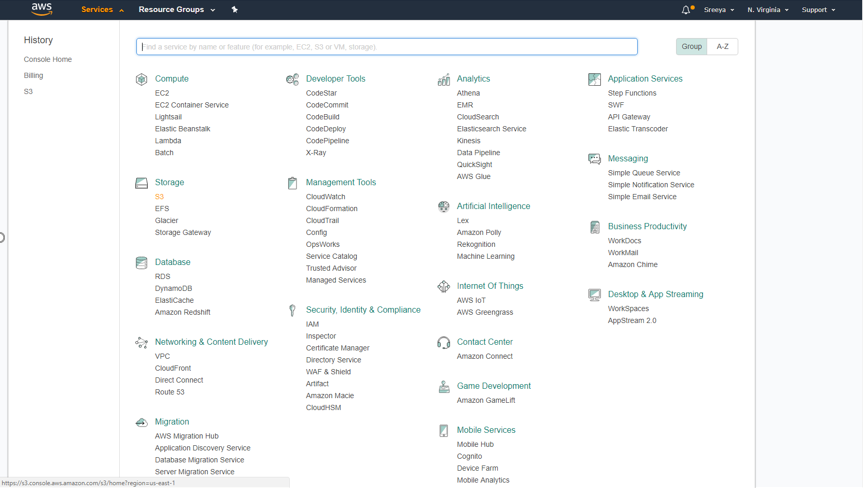 aws
Services
Resource Groups
Sreeya
N. Virginia
Support
History
Console Home
Billing
S3
Find a service by name or feature (for example, EC2, S3 or VM, storage).
Group
A-Z
Compute
EC2
EC2 Container Service
Lightsail
Elastic Beanstalk
Lambda
Batch
Storage
S3
EFS
Glacier
Storage Gateway
Database
RDS
DynamoDB
ElastiCache
Amazon Redshift
Networking & Content Delivery
VPC
CloudFront
Direct Connect
Route 53
Migration
AWS Migration Hub
Application Discovery Service
Database Migration Service
Server Migration Service
Developer Tools
CodeStar
CodeCommit
CodeBuild
CodeDeploy
CodePipeline
X-Ray
Management Tools
CloudWatch
CloudFormation
CloudTrail
Config
OpsWorks
Service Catalog
Trusted Advisor
Managed Services
Security, Identity & Compliance
IAM
Inspector
Certificate Manager
Directory Service
WAF & Shield
Artifact
Amazon Macie
CloudHSM
Analytics
Athena
EMR
CloudSearch
Elasticsearch Service
Kinesis
Data Pipeline
QuickSight
AWS Glue
Artificial Intelligence
Lex
Amazon Polly
Rekognition
Machine Learning
Internet Of Things
AWS IoT
AWS Greengrass
Contact Center
Amazon Connect
Game Development
Amazon GameLift
Mobile Services
Mobile Hub
Cognito
Device Farm
Mobile Analytics
Application Services
Step Functions
SWF
API Gateway
Elastic Transcoder
Messaging
Simple Queue Service
Simple Notification Service
Simple Email Service
Business Productivity
WorkDocs
WorkMail
Amazon Chime
Desktop & App Streaming
WorkSpaces
AppStream 2.0
https://s3.console.aws.amazon.com/s3/home?region=us-east-1